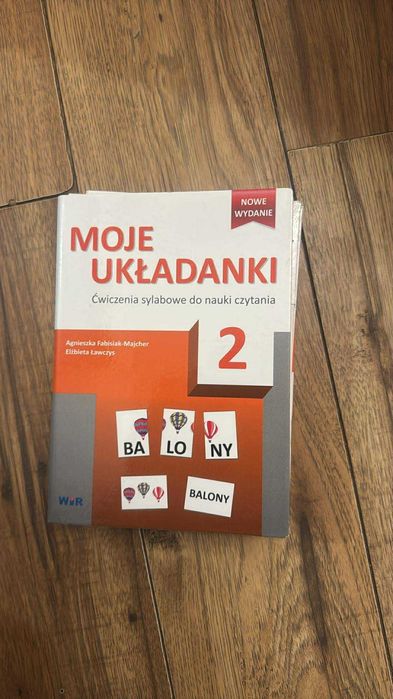 NOWE
WYDANIE
MOJE
UKŁADANKI
Ćwiczenia sylabowe do nauki czytania
Agnieszka Fabisiak-Majcher
Elżbieta Ławczys
2
BA LO NY
BALONY
WiR